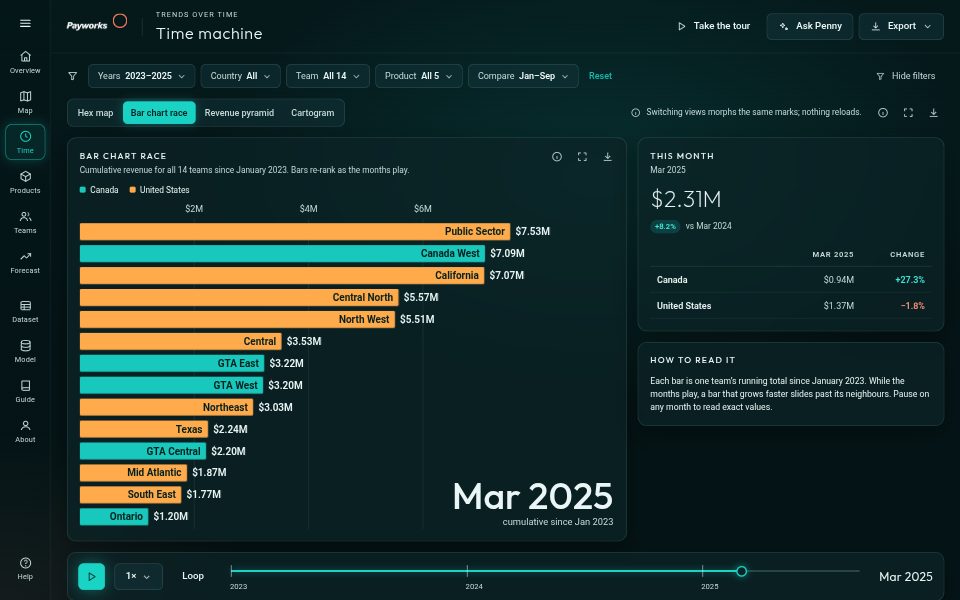 Payworks
TRENDS OVER TIME
Time machine
Take the tour
Ask Penny
Export
Overview
Map
Time
Products
Teams
Forecast
Dataset
Model
Guide
About
Help
Years 2023–2025
Country All
Team All 14
Product All 5
Compare Jan–Sep
Reset
Hide filters
Hex map
Bar chart race
Revenue pyramid
Cartogram
Switching views morphs the same marks; nothing reloads.
BAR CHART RACE
Cumulative revenue for all 14 teams since January 2023. Bars re-rank as the months play.
Canada
United States
$2M
$4M
$6M
Public Sector $7.53M
Canada West $7.09M
California $7.07M
Central North $5.57M
North West $5.51M
Central $3.53M
GTA East $3.22M
GTA West $3.20M
Northeast $3.03M
Texas $2.24M
GTA Central $2.20M
Mid Atlantic $1.87M
South East $1.77M
Ontario $1.20M
Mar 2025
cumulative since Jan 2023
THIS MONTH
Mar 2025
$2.31M
+8.2% vs Mar 2024
MAR 2025 CHANGE
Canada $0.94M +27.3%
United States $1.37M −1.8%
HOW TO READ IT
Each bar is one team's running total since January 2023. While the
months play, a bar that grows faster slides past its neighbours. Pause on
any month to read exact values.
1×
Loop
2023
2024
2025
Mar 2025